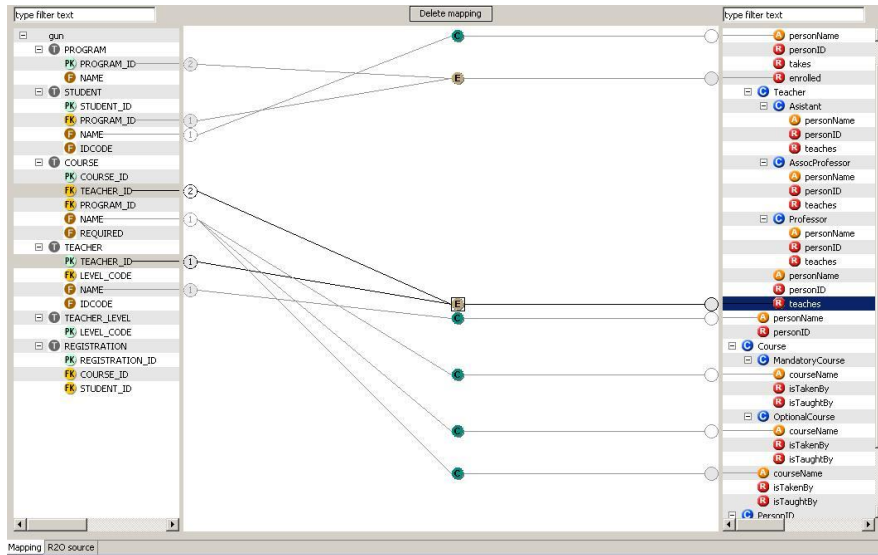 type filter text
Delete mapping
type filter text
gun
T PROGRAM
PK PROGRAM_ID
F NAME
T STUDENT
PK STUDENT_ID
FK PROGRAM_ID
F NAME
F IDCODE
T COURSE
PK COURSE_ID
FK TEACHER_ID
FK PROGRAM_ID
F NAME
F REQUIRED
T TEACHER
PK TEACHER_ID
FK LEVEL_CODE
F NAME
F IDCODE
T TEACHER_LEVEL
PK LEVEL_CODE
T REGISTRATION
PK REGISTRATION_ID
FK COURSE_ID
FK STUDENT_ID
2
1
1
2
1
1
1
C
E
E
C
C
C
C
A personName
R personID
R takes
R enrolled
C Teacher
C Asistant
A personName
R personID
R teaches
C AssocProfessor
A personName
R personID
R teaches
C Professor
A personName
R personID
R teaches
A personName
R personID
R teaches
A personName
R personID
C Course
C MandatoryCourse
A courseName
R isTakenBy
R isTaughtBy
C OptionalCourse
A courseName
R isTakenBy
R isTaughtBy
A courseName
R isTakenBy
R isTaughtBy
C PersonID
Mapping R2O source